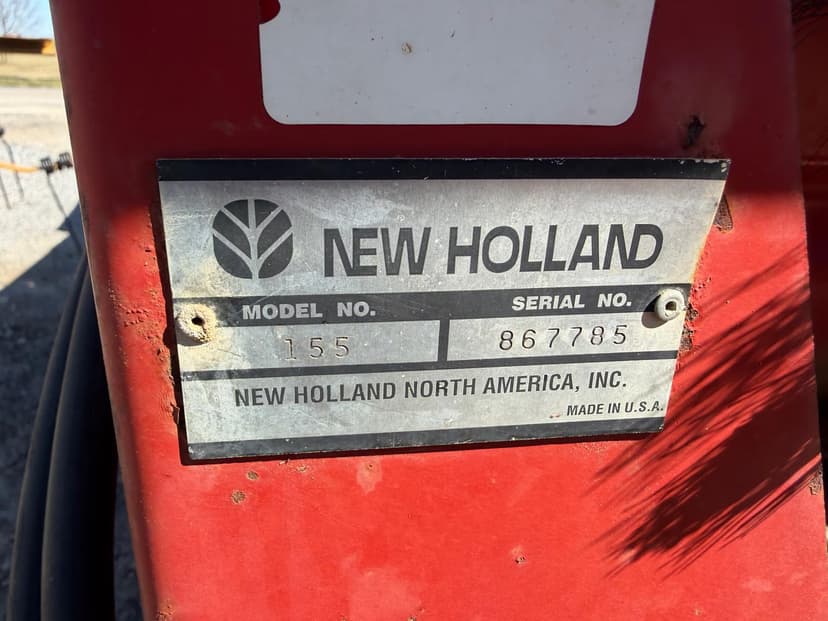 NEW HOLLAND
MODEL NO. SERIAL NO.
155 867785
NEW HOLLAND NORTH AMERICA, INC.
MADE IN U.S.A.